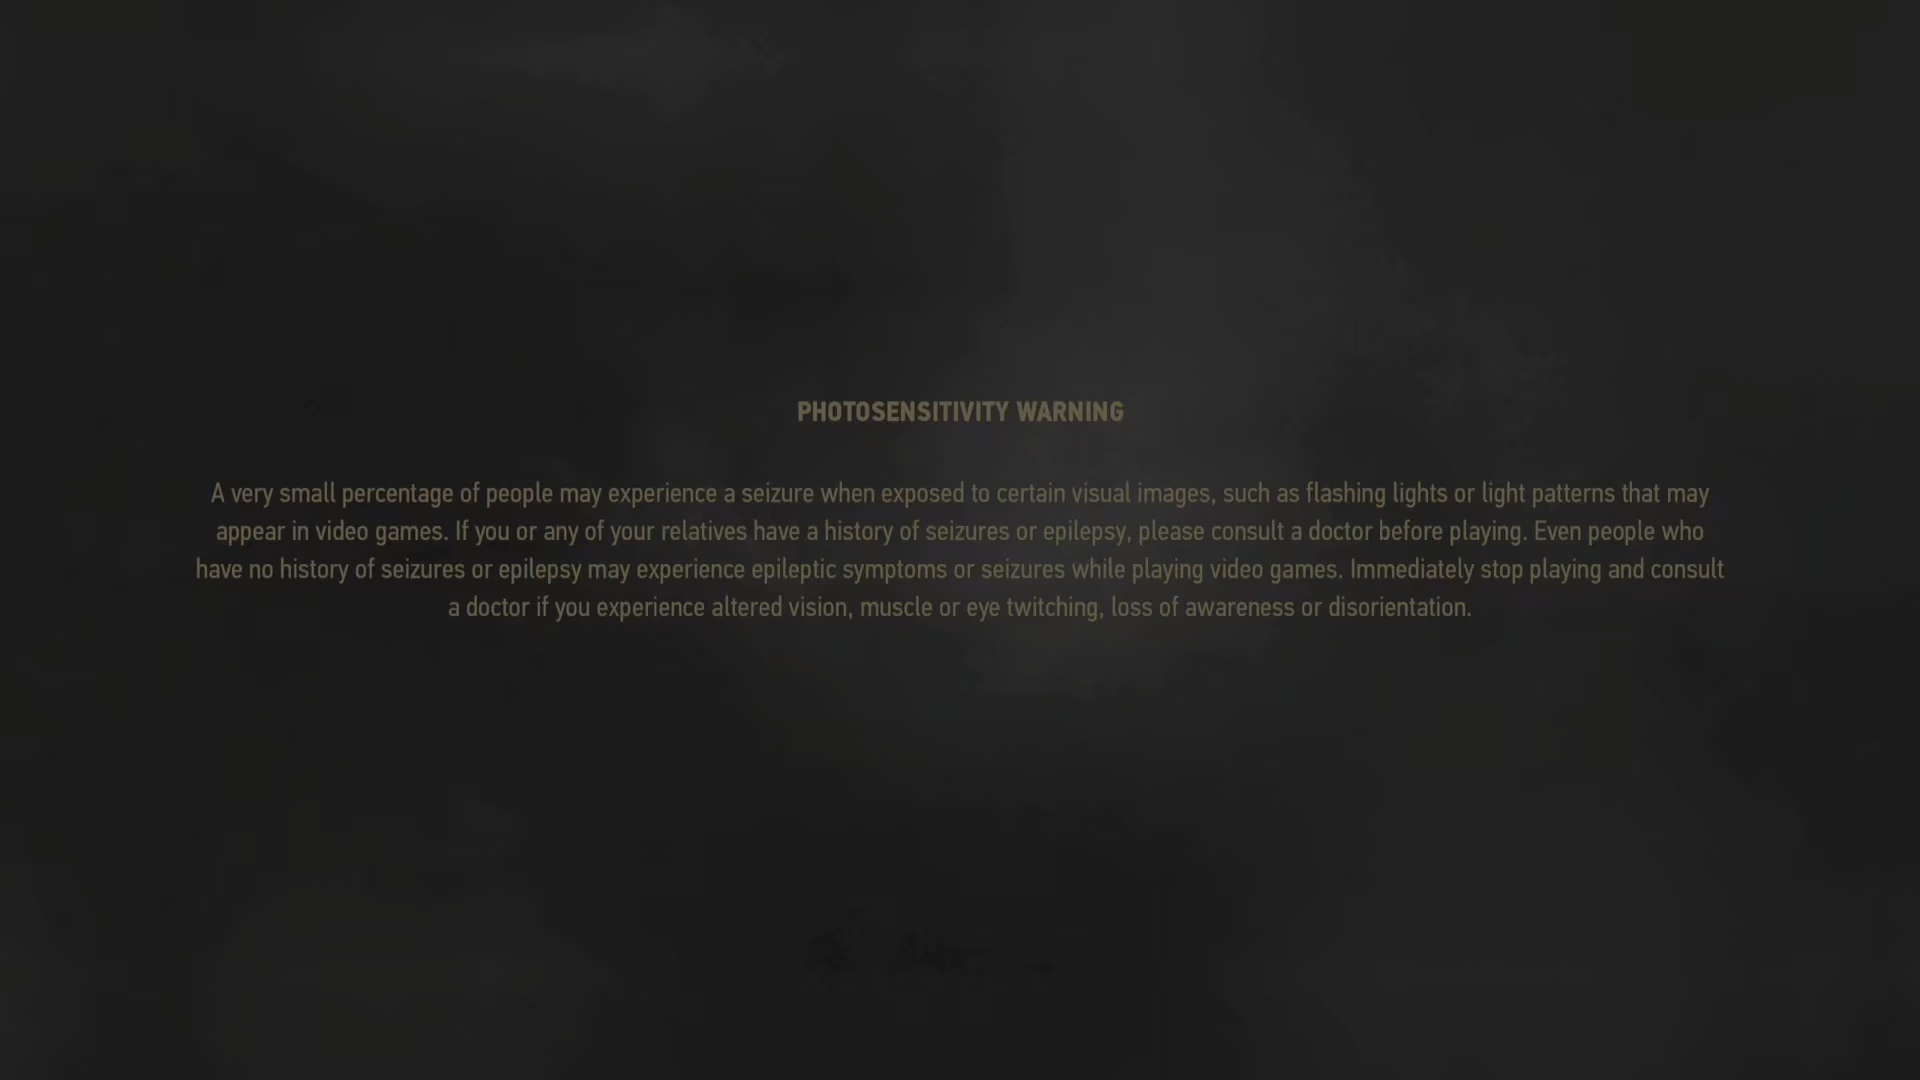 PHOTOSENSITIVITY WARNING
A very small percentage of people may experience a seizure when exposed to certain visual images, such as flashing lights or light patterns that may
appear in video games. If you or any of your relatives have a history of seizures or epilepsy, please consult a doctor before playing. Even people who
have no history of seizures or epilepsy may experience epileptic symptoms or seizures while playing video games. Immediately stop playing and consult
a doctor if you experience altered vision, muscle or eye twitching, loss of awareness or disorientation.